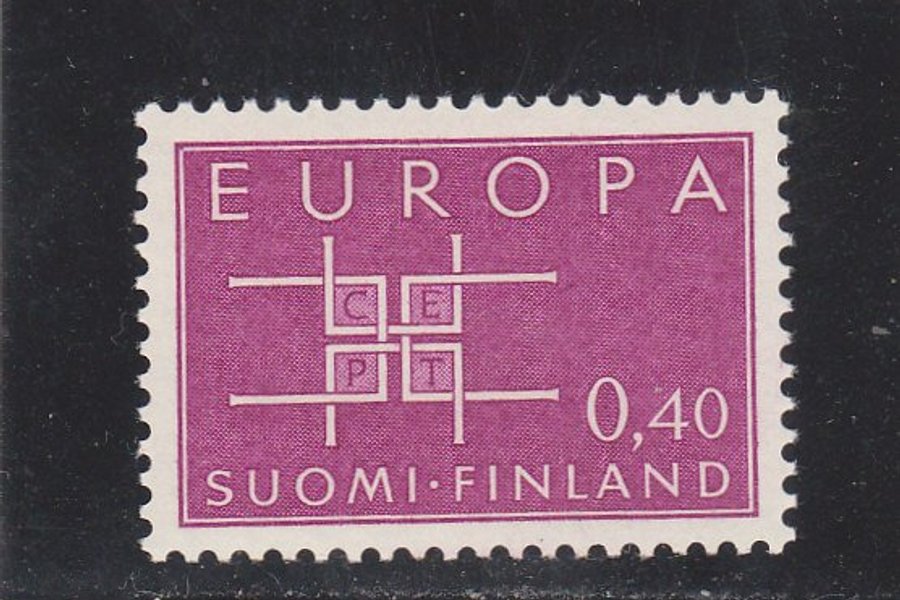 EUROPA
C E
P T
0,40
SUOMI·FINLAND